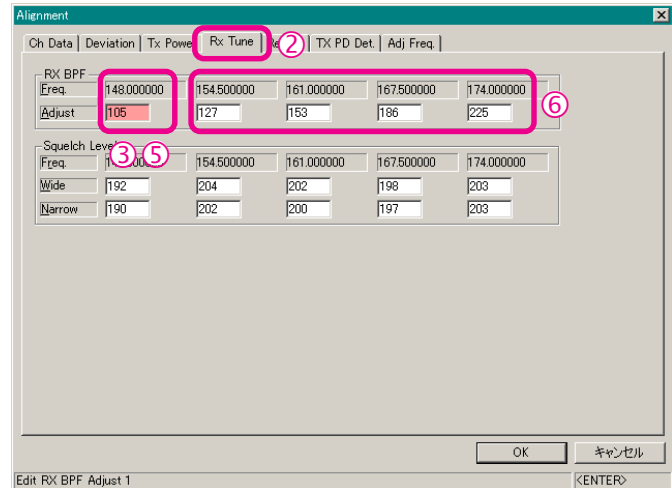 Alignment
Ch Data Deviation Tx Powe Rx Tune Re ② TX PD Det. Adj Freq.
RX BPF
Freq. 148.000000 154.500000 161.000000 167.500000 174.000000
Adjust 105 127 153 186 225 ⑥
Squelch Level ③ ⑤
Freq. 154.500000 161.000000 167.500000 174.000000
Wide 192 204 202 198 203
Narrow 190 202 200 197 203
OK キャンセル
Edit RX BPF Adjust 1 <ENTER>